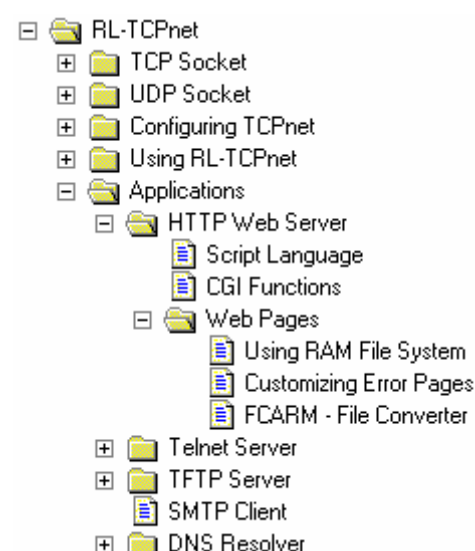 RL-TCPnet
TCP Socket
UDP Socket
Configuring TCPnet
Using RL-TCPnet
Applications
HTTP Web Server
Script Language
CGI Functions
Web Pages
Using RAM File System
Customizing Error Pages
FCARM - File Converter
Telnet Server
TFTP Server
SMTP Client
DNS Resolver